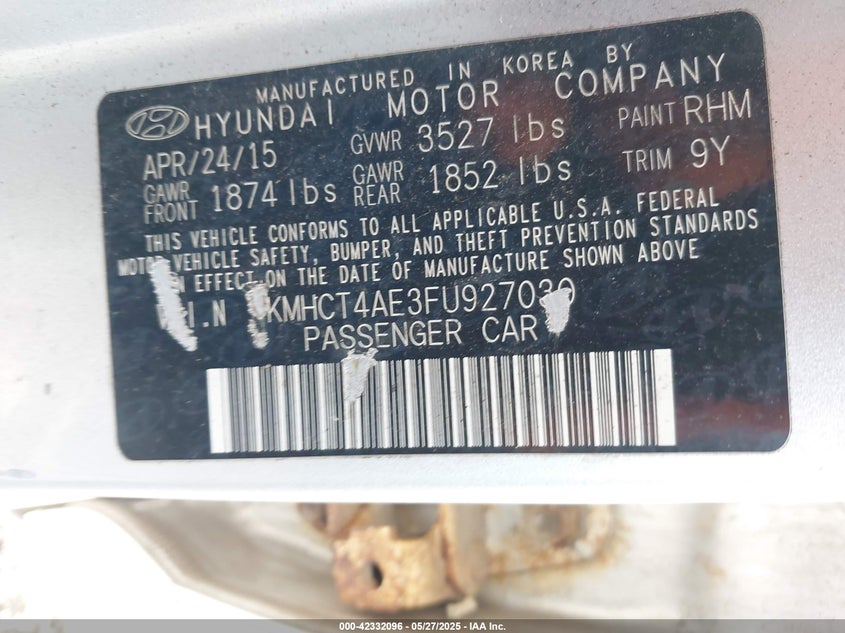 MANUFACTURED IN KOREA BY
HYUNDAI MOTOR COMPANY
APR/24/15 GVWR 3527 lbs PAINT RHM
GAWR FRONT 1874 lbs GAWR REAR 1852 lbs TRIM 9Y
THIS VEHICLE CONFORMS TO ALL APPLICABLE U.S.A. FEDERAL
MOTOR VEHICLE SAFETY, BUMPER, AND THEFT PREVENTION STANDARDS
IN EFFECT ON THE DATE OF MANUFACTURE SHOWN ABOVE
V.I.N
PASSENGER CAR
000-42332096 - 05/27/2025 - IAA Inc.